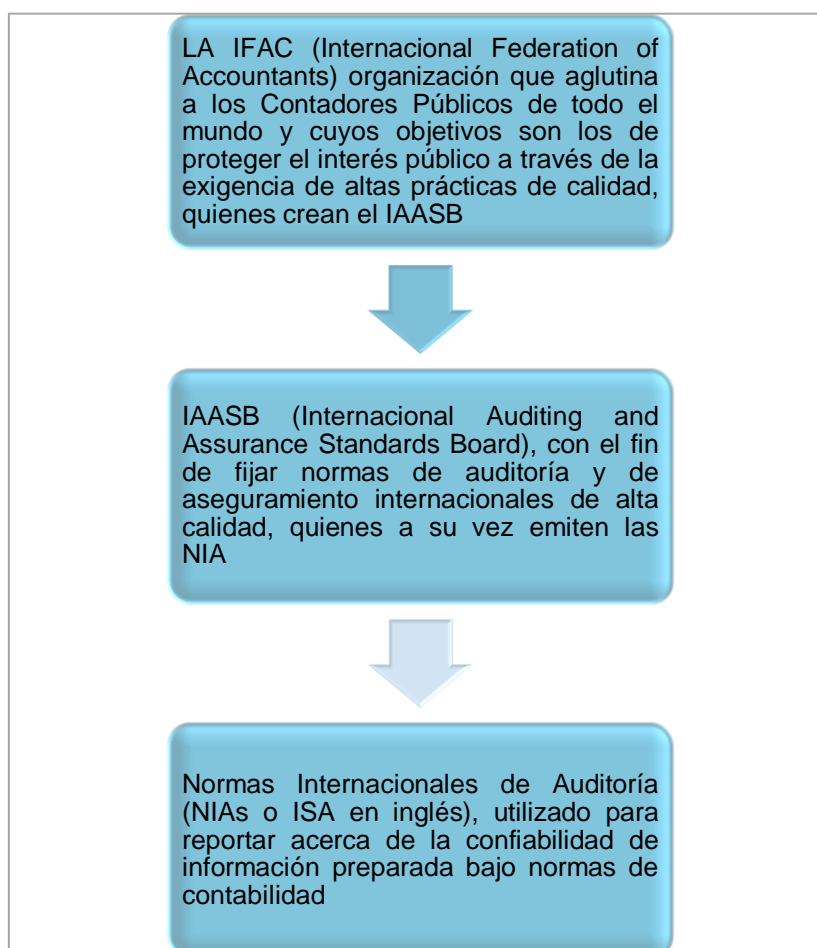 LA IFAC (Internacional Federation of
Accountants) organización que aglutina
a los Contadores Públicos de todo el
mundo y cuyos objetivos son los de
proteger el interés público a través de la
exigencia de altas prácticas de calidad,
quienes crean el IAASB
IAASB (Internacional Auditing and
Assurance Standards Board), con el fin
de fijar normas de auditoría y de
aseguramiento internacionales de alta
calidad, quienes a su vez emiten las
NIA
Normas Internacionales de Auditoría
(NIAs o ISA en inglés), utilizado para
reportar acerca de la confiabilidad de
información preparada bajo normas de
contabilidad